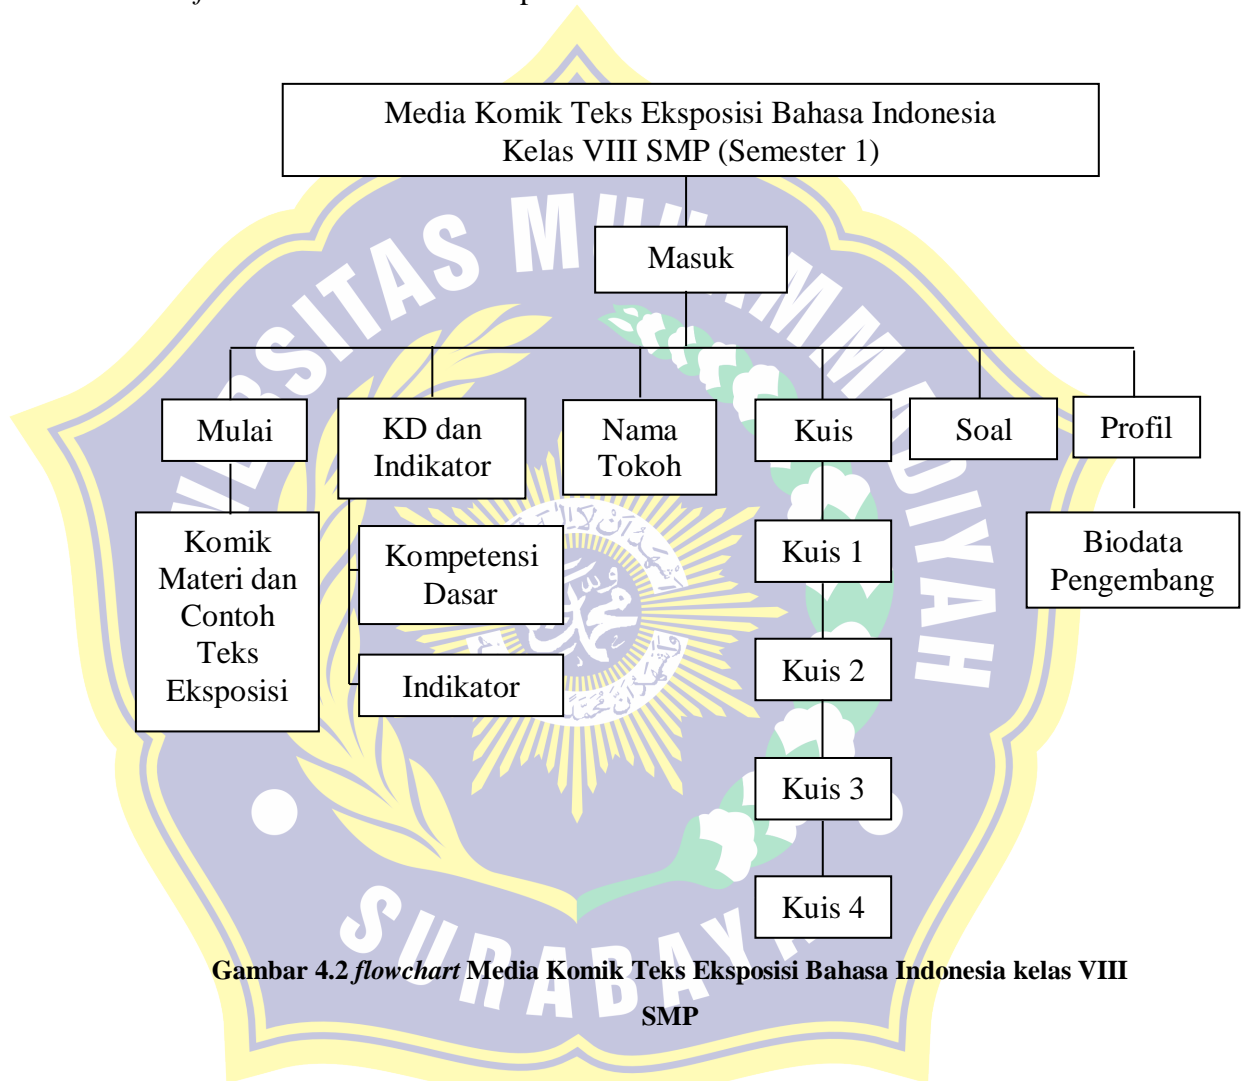 Media Komik Teks Eksposisi Bahasa Indonesia
Kelas VIII SMP (Semester 1)
Masuk
Mulai
KD dan
Indikator
Nama
Tokoh
Kuis
Soal
Profil
Komik
Materi dan
Contoh
Teks
Eksposisi
Kompetensi
Dasar
Indikator
Kuis 1
Kuis 2
Kuis 3
Kuis 4
Biodata
Pengembang
SURABAYA
Gambar 4.2 flowchart Media Komik Teks Eksposisi Bahasa Indonesia kelas VIII
SMP